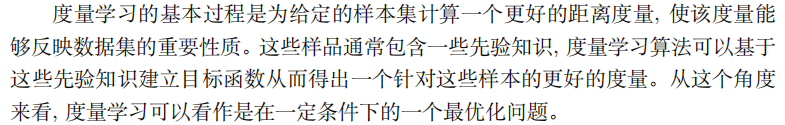 度量学习的基本过程是为给定的样本集计算一个更好的距离度量, 使该度量能
够反映数据集的重要性质。这些样品通常包含一些先验知识, 度量学习算法可以基于
这些先验知识建立目标函数从而得出一个针对这些样本的更好的度量。从这个角度
来看, 度量学习可以看作是在一定条件下的一个最优化问题。